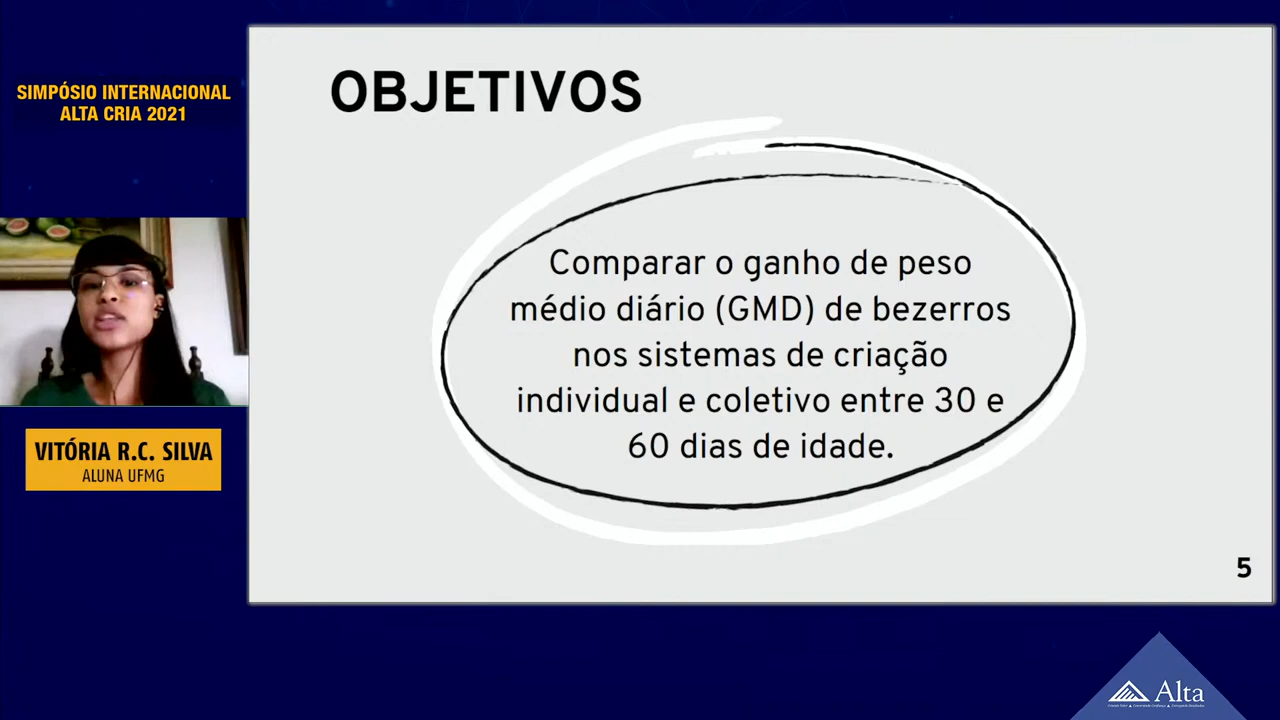 SIMPÓSIO INTERNACIONAL
ALTA CRIA 2021
OBJETIVOS
Comparar o ganho de peso
médio diário (GMD) de bezerros
nos sistemas de criação
individual e coletivo entre 30 e
60 dias de idade.
VITÓRIA R.C. SILVA
ALUNA UFMG
5
Alta